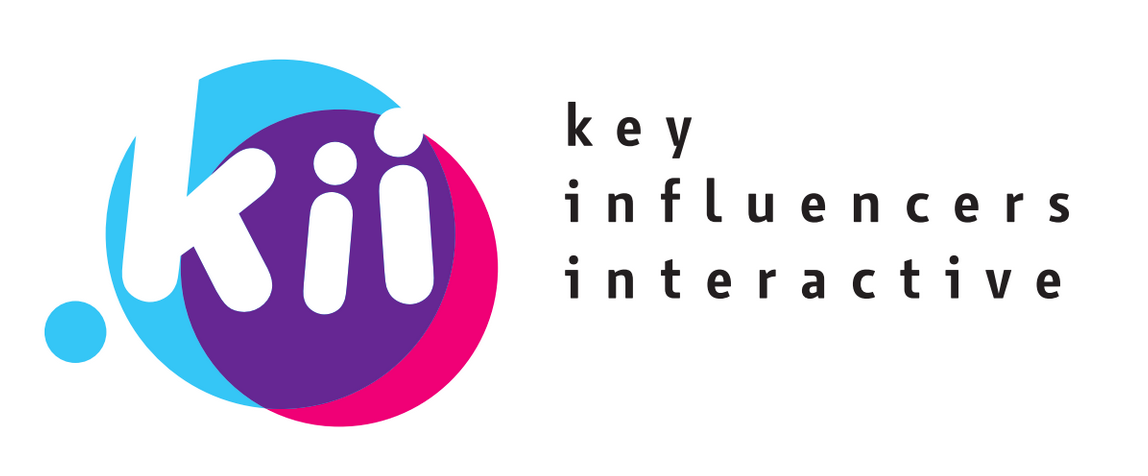 kii
key
influencers
interactive